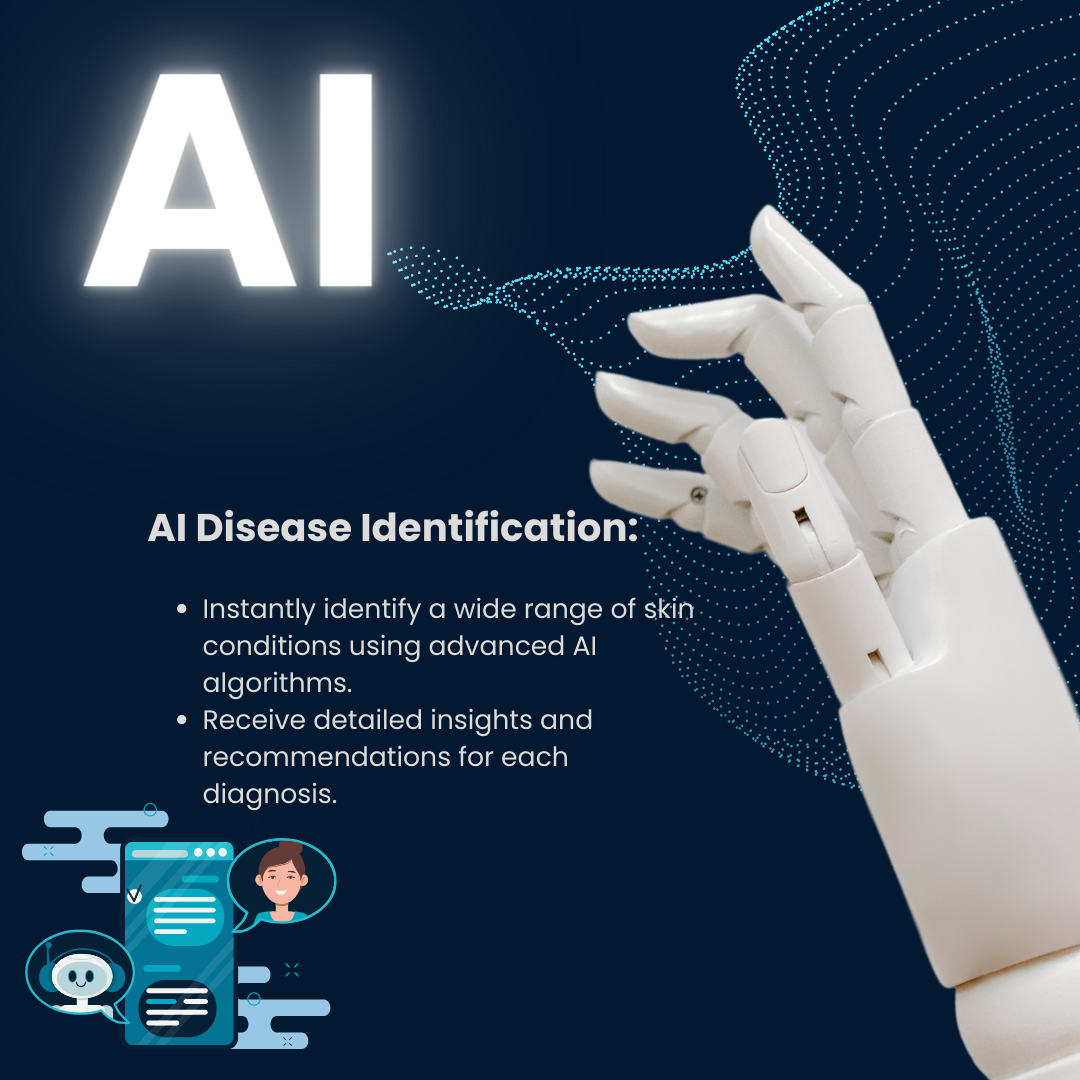 AI
AI Disease Identification:
• Instantly identify a wide range of skin
conditions using advanced AI
algorithms.
• Receive detailed insights and
recommendations for each
diagnosis.